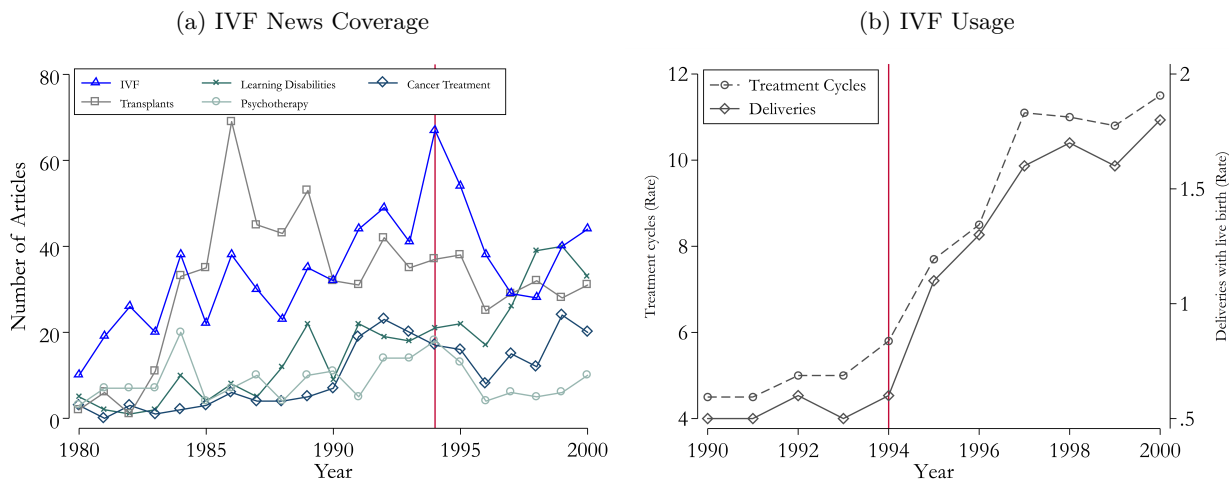 (a) IVF News Coverage
80
60
40
20
0
Number of Articles
IVF
Learning Disabilities
Cancer Treatment
Transplants
Psychotherapy
1980
1985
1990
1995
2000
Year
(b) IVF Usage
12
10
8
6
4
Treatment cycles (Rate)
Treatment Cycles
Deliveries
2
1.5
1
.5
Deliveries with live birth (Rate)
1990
1992
1994
1996
1998
2000
Year